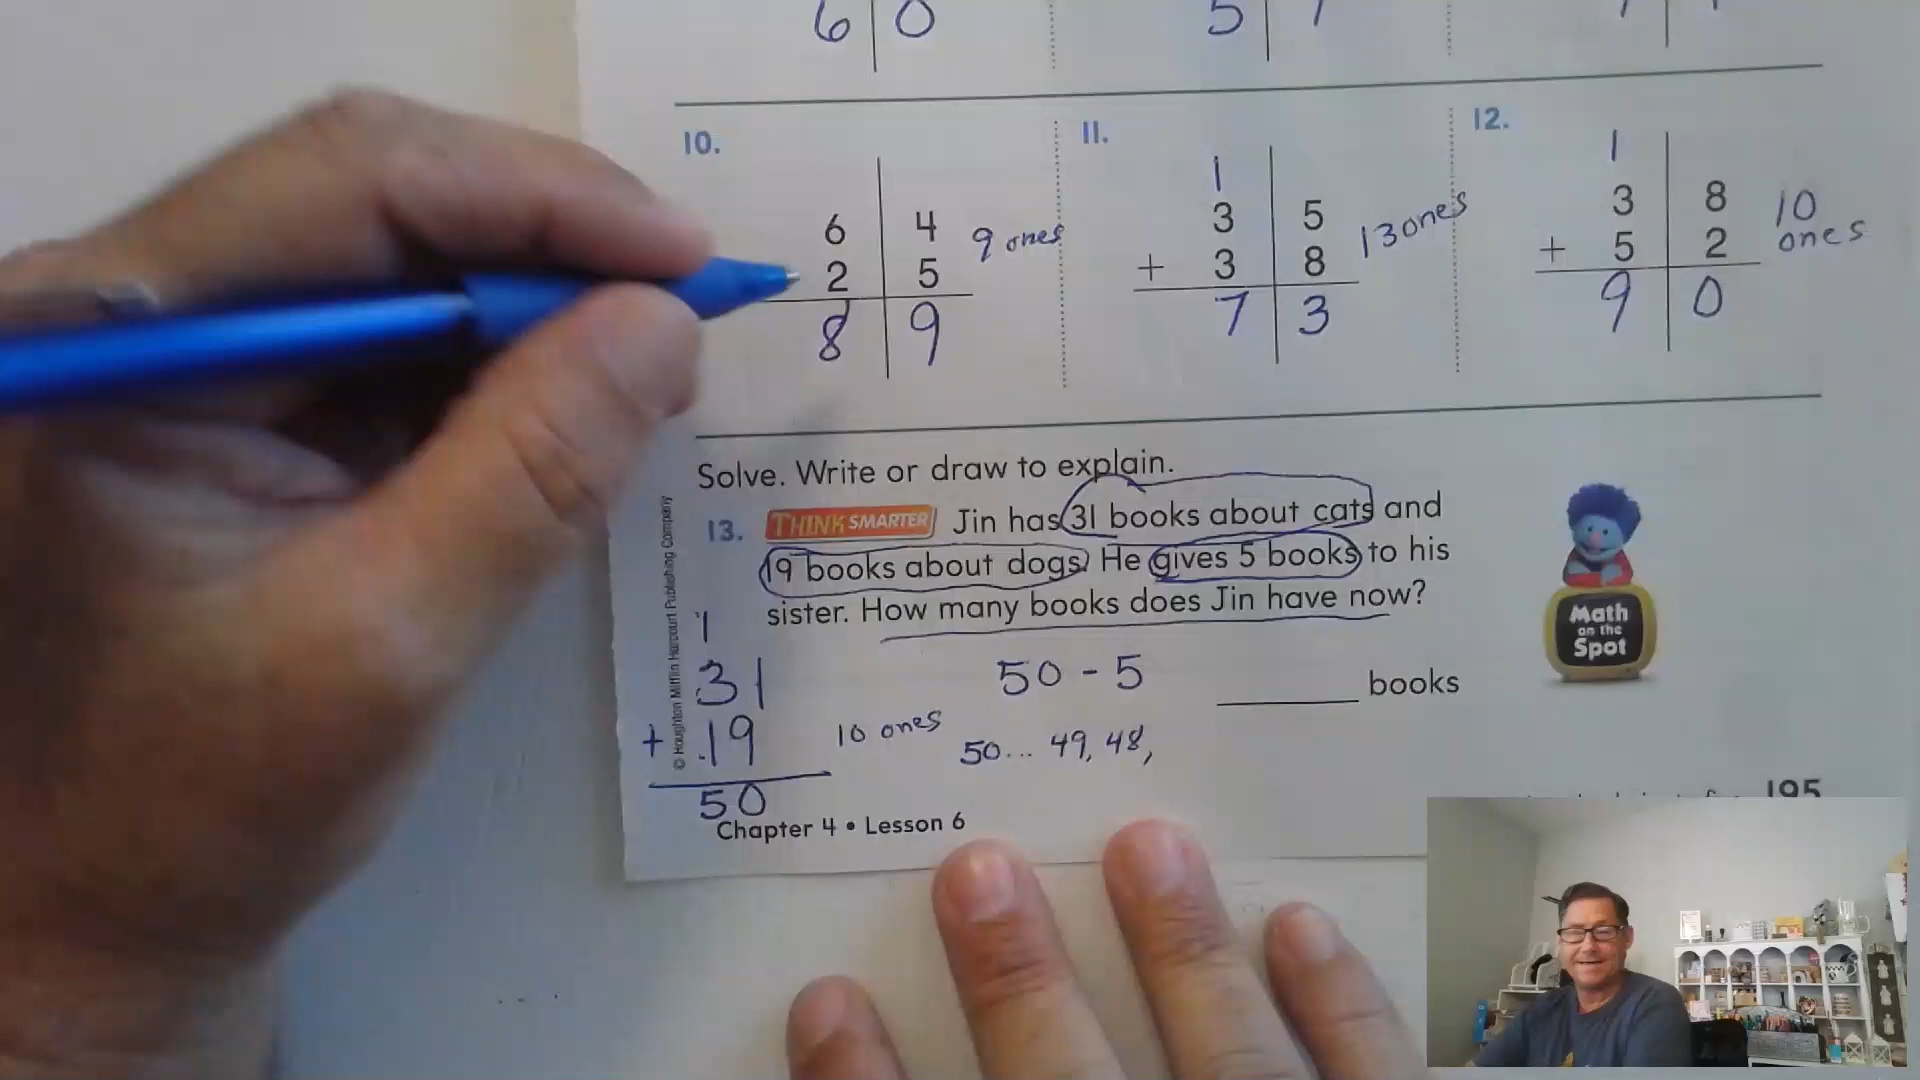 6 0
5
10.
11.
12.
6 4
2 5
8 9
9 ones
1
3 5
+ 3 8
7 3
13 ones
1
3 8
+ 5 2
9 0
10
ones
Solve. Write or draw to explain.
13. THINK SMARTER Jin has 31 books about cats and
19 books about dogs. He gives 5 books to his
sister. How many books does Jin have now?
1
31
+ 19
50
10 ones
50 - 5
50... 49, 48,
books
Math
on the
Spot
© Houghton Mifflin Harcourt Publishing Company
Chapter 4 • Lesson 6
195